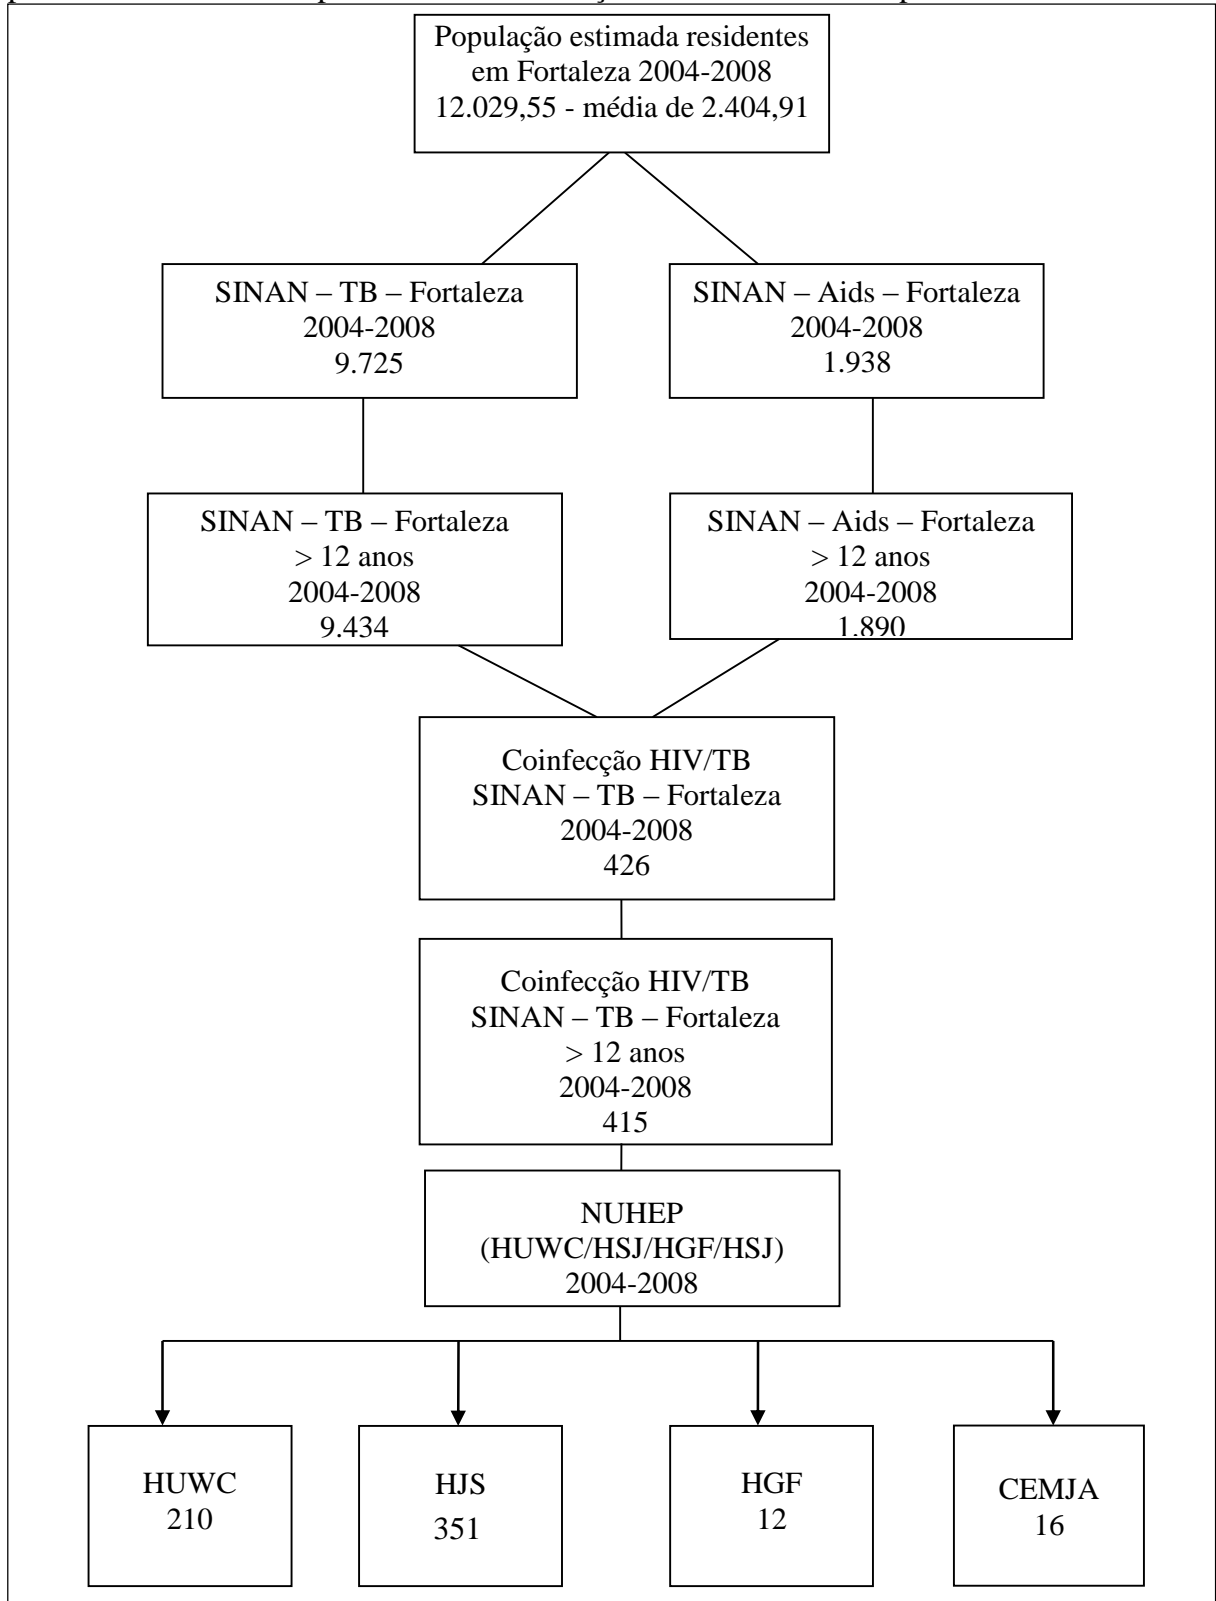 População estimada residentes
em Fortaleza 2004-2008
12.029,55 - média de 2.404,91
SINAN – TB – Fortaleza
2004-2008
9.725
SINAN – Aids – Fortaleza
2004-2008
1.938
SINAN – TB – Fortaleza
> 12 anos
2004-2008
9.434
SINAN – Aids – Fortaleza
> 12 anos
2004-2008
1.890
Coinfecção HIV/TB
SINAN – TB – Fortaleza
2004-2008
426
Coinfecção HIV/TB
SINAN – TB – Fortaleza
> 12 anos
2004-2008
415
NUHEP
(HUWC/HSJ/HGF/HSJ)
2004-2008
HUWC
210
HJS
351
HGF
12
CEMJA
16